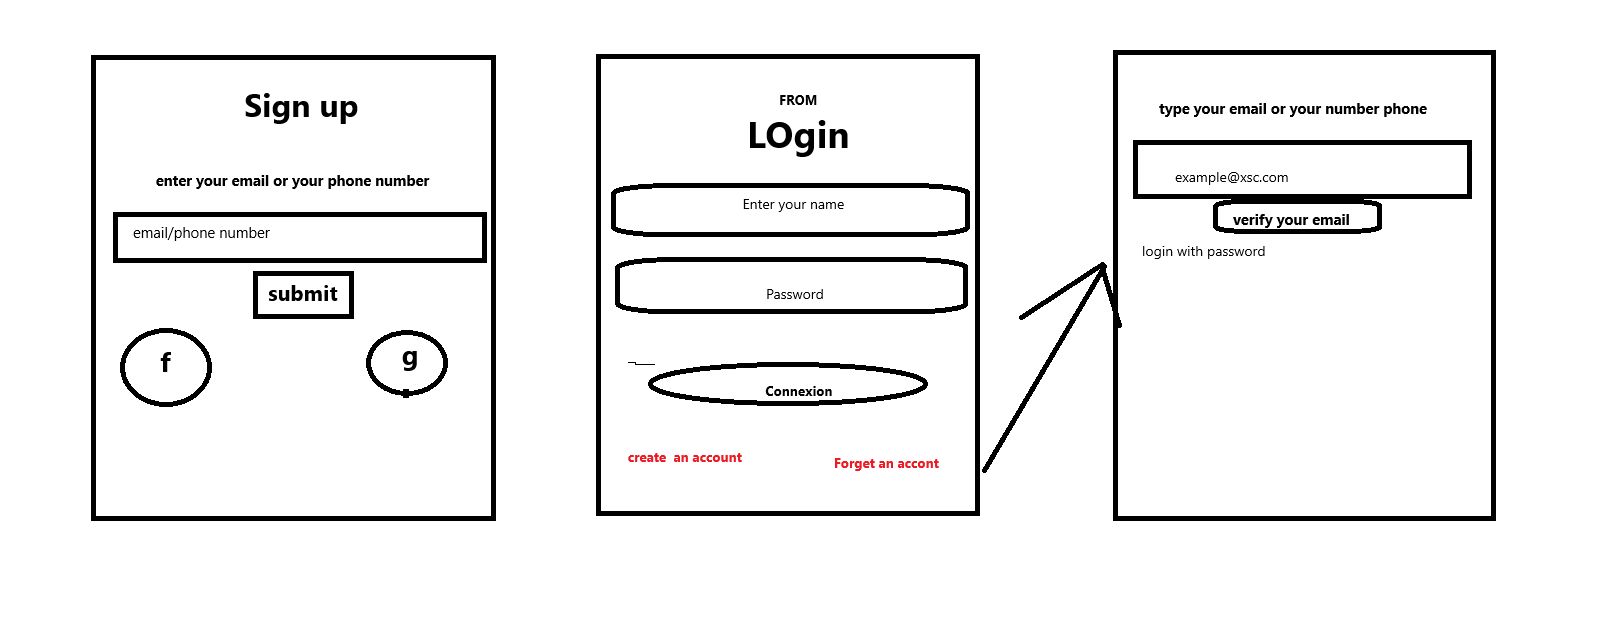 Sign up
enter your email or your phone number
email/phone number
submit
f
g
FROM
LOgin
Enter your name
Password
Connexion
create  an account
Forget an accont
type your email or your number phone
example@xsc.com
verify your email
login with password